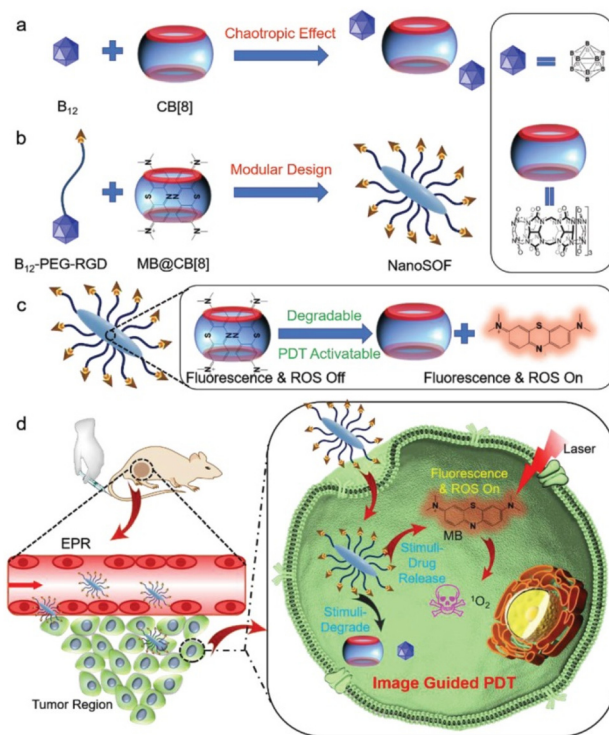 a
+
Chaotropic Effect
B12
CB[8]
=
B
b
+
Modular Design
B12-PEG-RGD
MB@CB[8]
NanoSOF
N
N
S
NN
S
N
N
c
Degradable
PDT Activatable
+
Fluorescence & ROS Off
Fluorescence & ROS On
S
N
N
N
d
EPR
Tumor Region
Laser
Fluorescence
& ROS On
MB
Stimuli-
Drug
Release
¹O2
Stimuli-
Degrade
Image Guided PDT